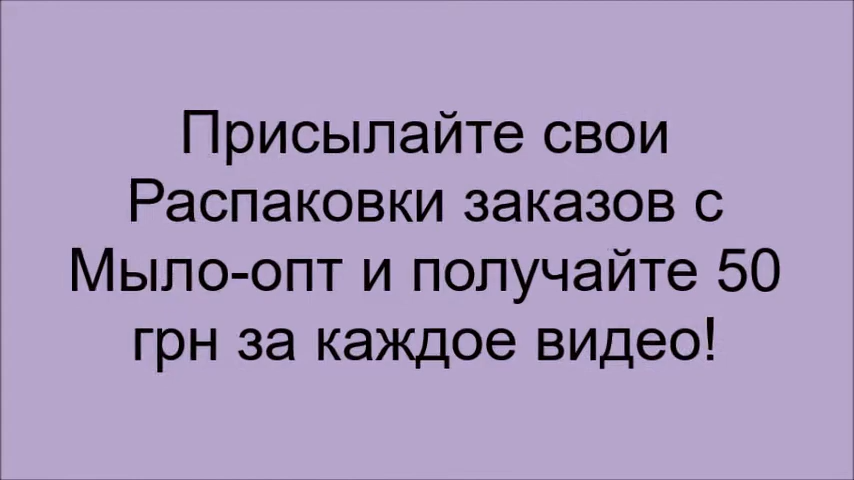 Присылайте свои
Распаковки заказов с
Мыло-опт и получайте 50
грн за каждое видео!